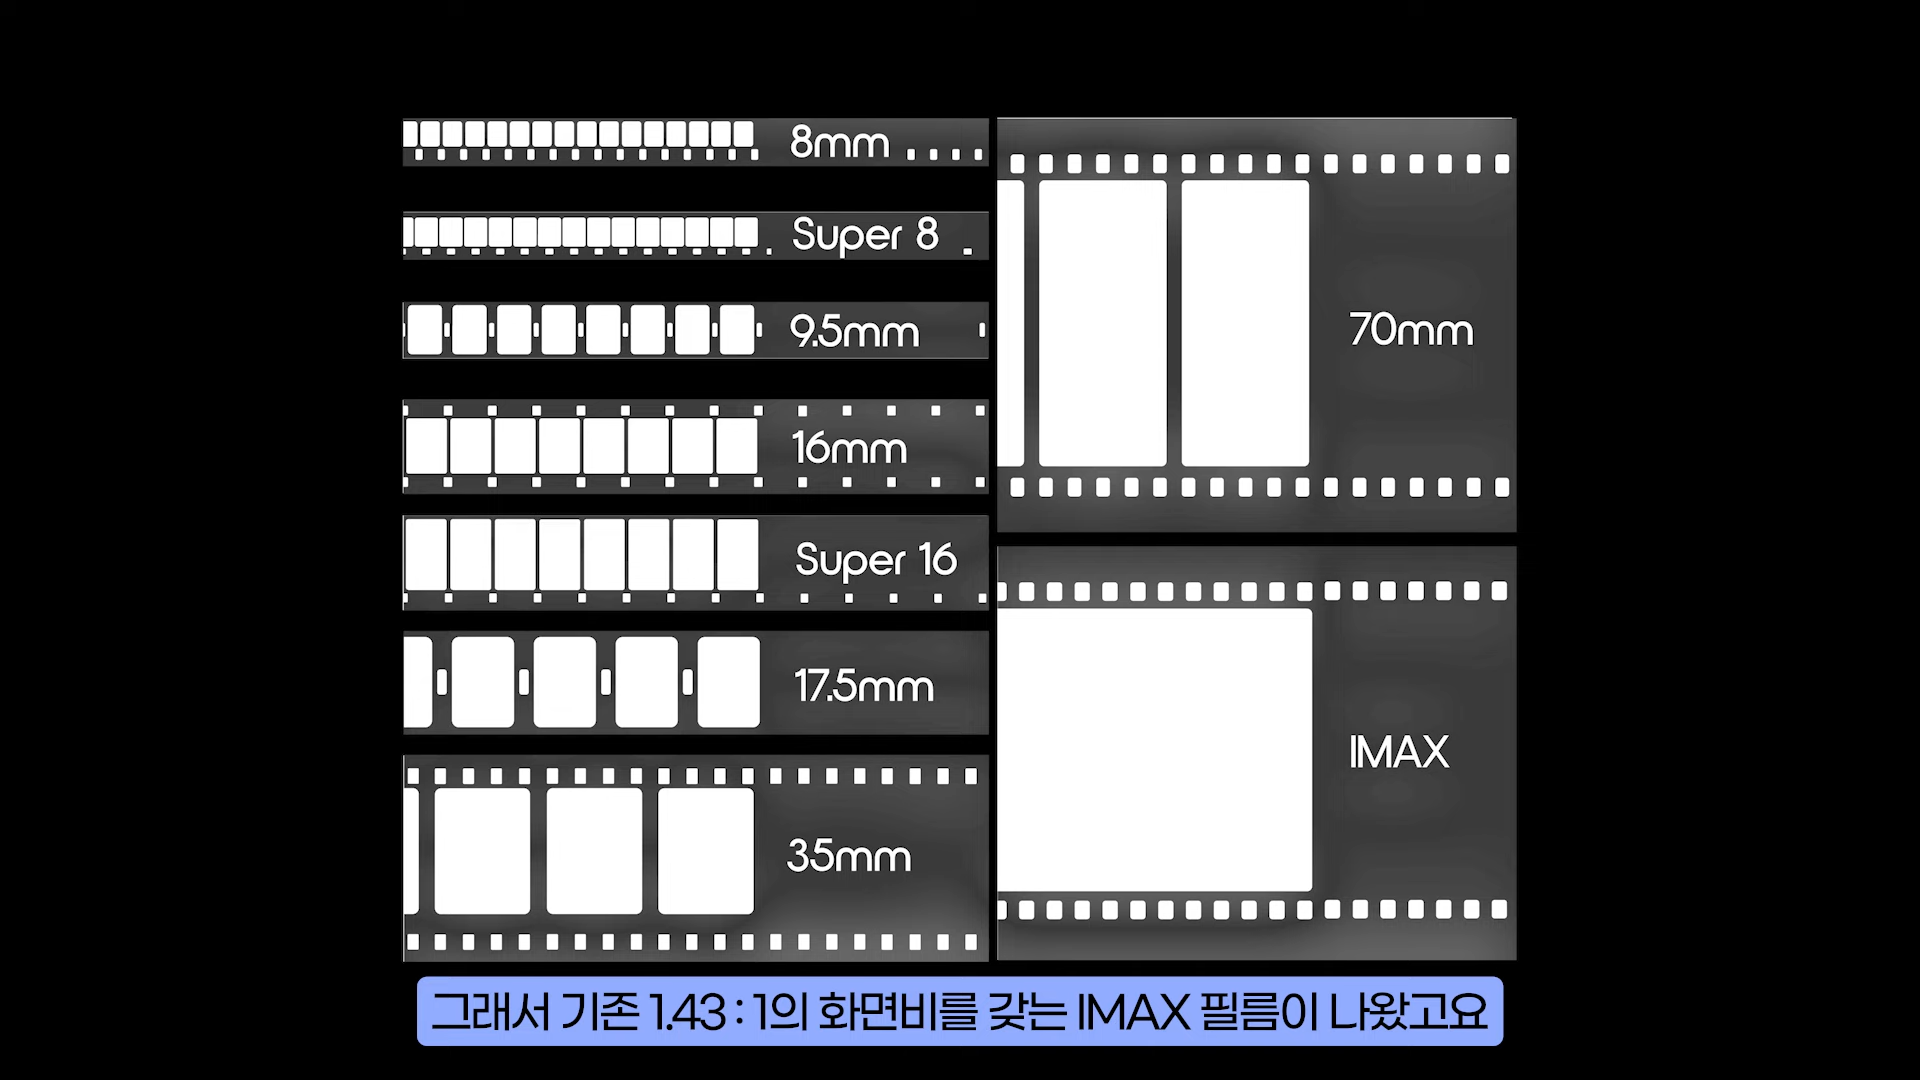 8mm
Super 8
9.5mm
16mm
Super 16
17.5mm
35mm
70mm
IMAX
그래서 기존 1.43 : 1의 화면비를 갖는 IMAX 필름이 나왔고요